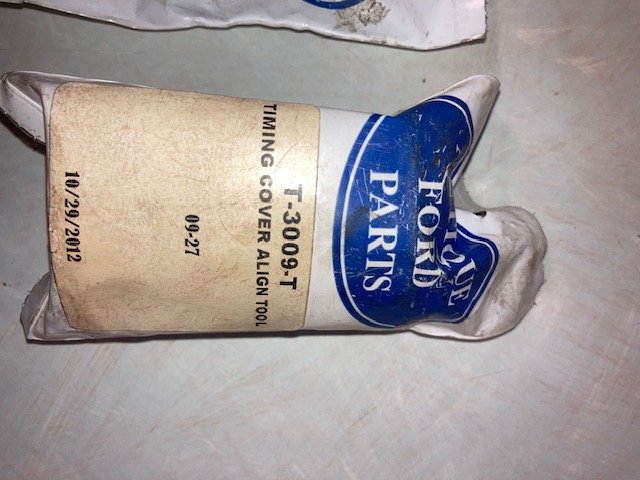 FORD
PARTS
T-3009-T
TIMING COVER ALIGN TOOL
09-27
10/29/2012